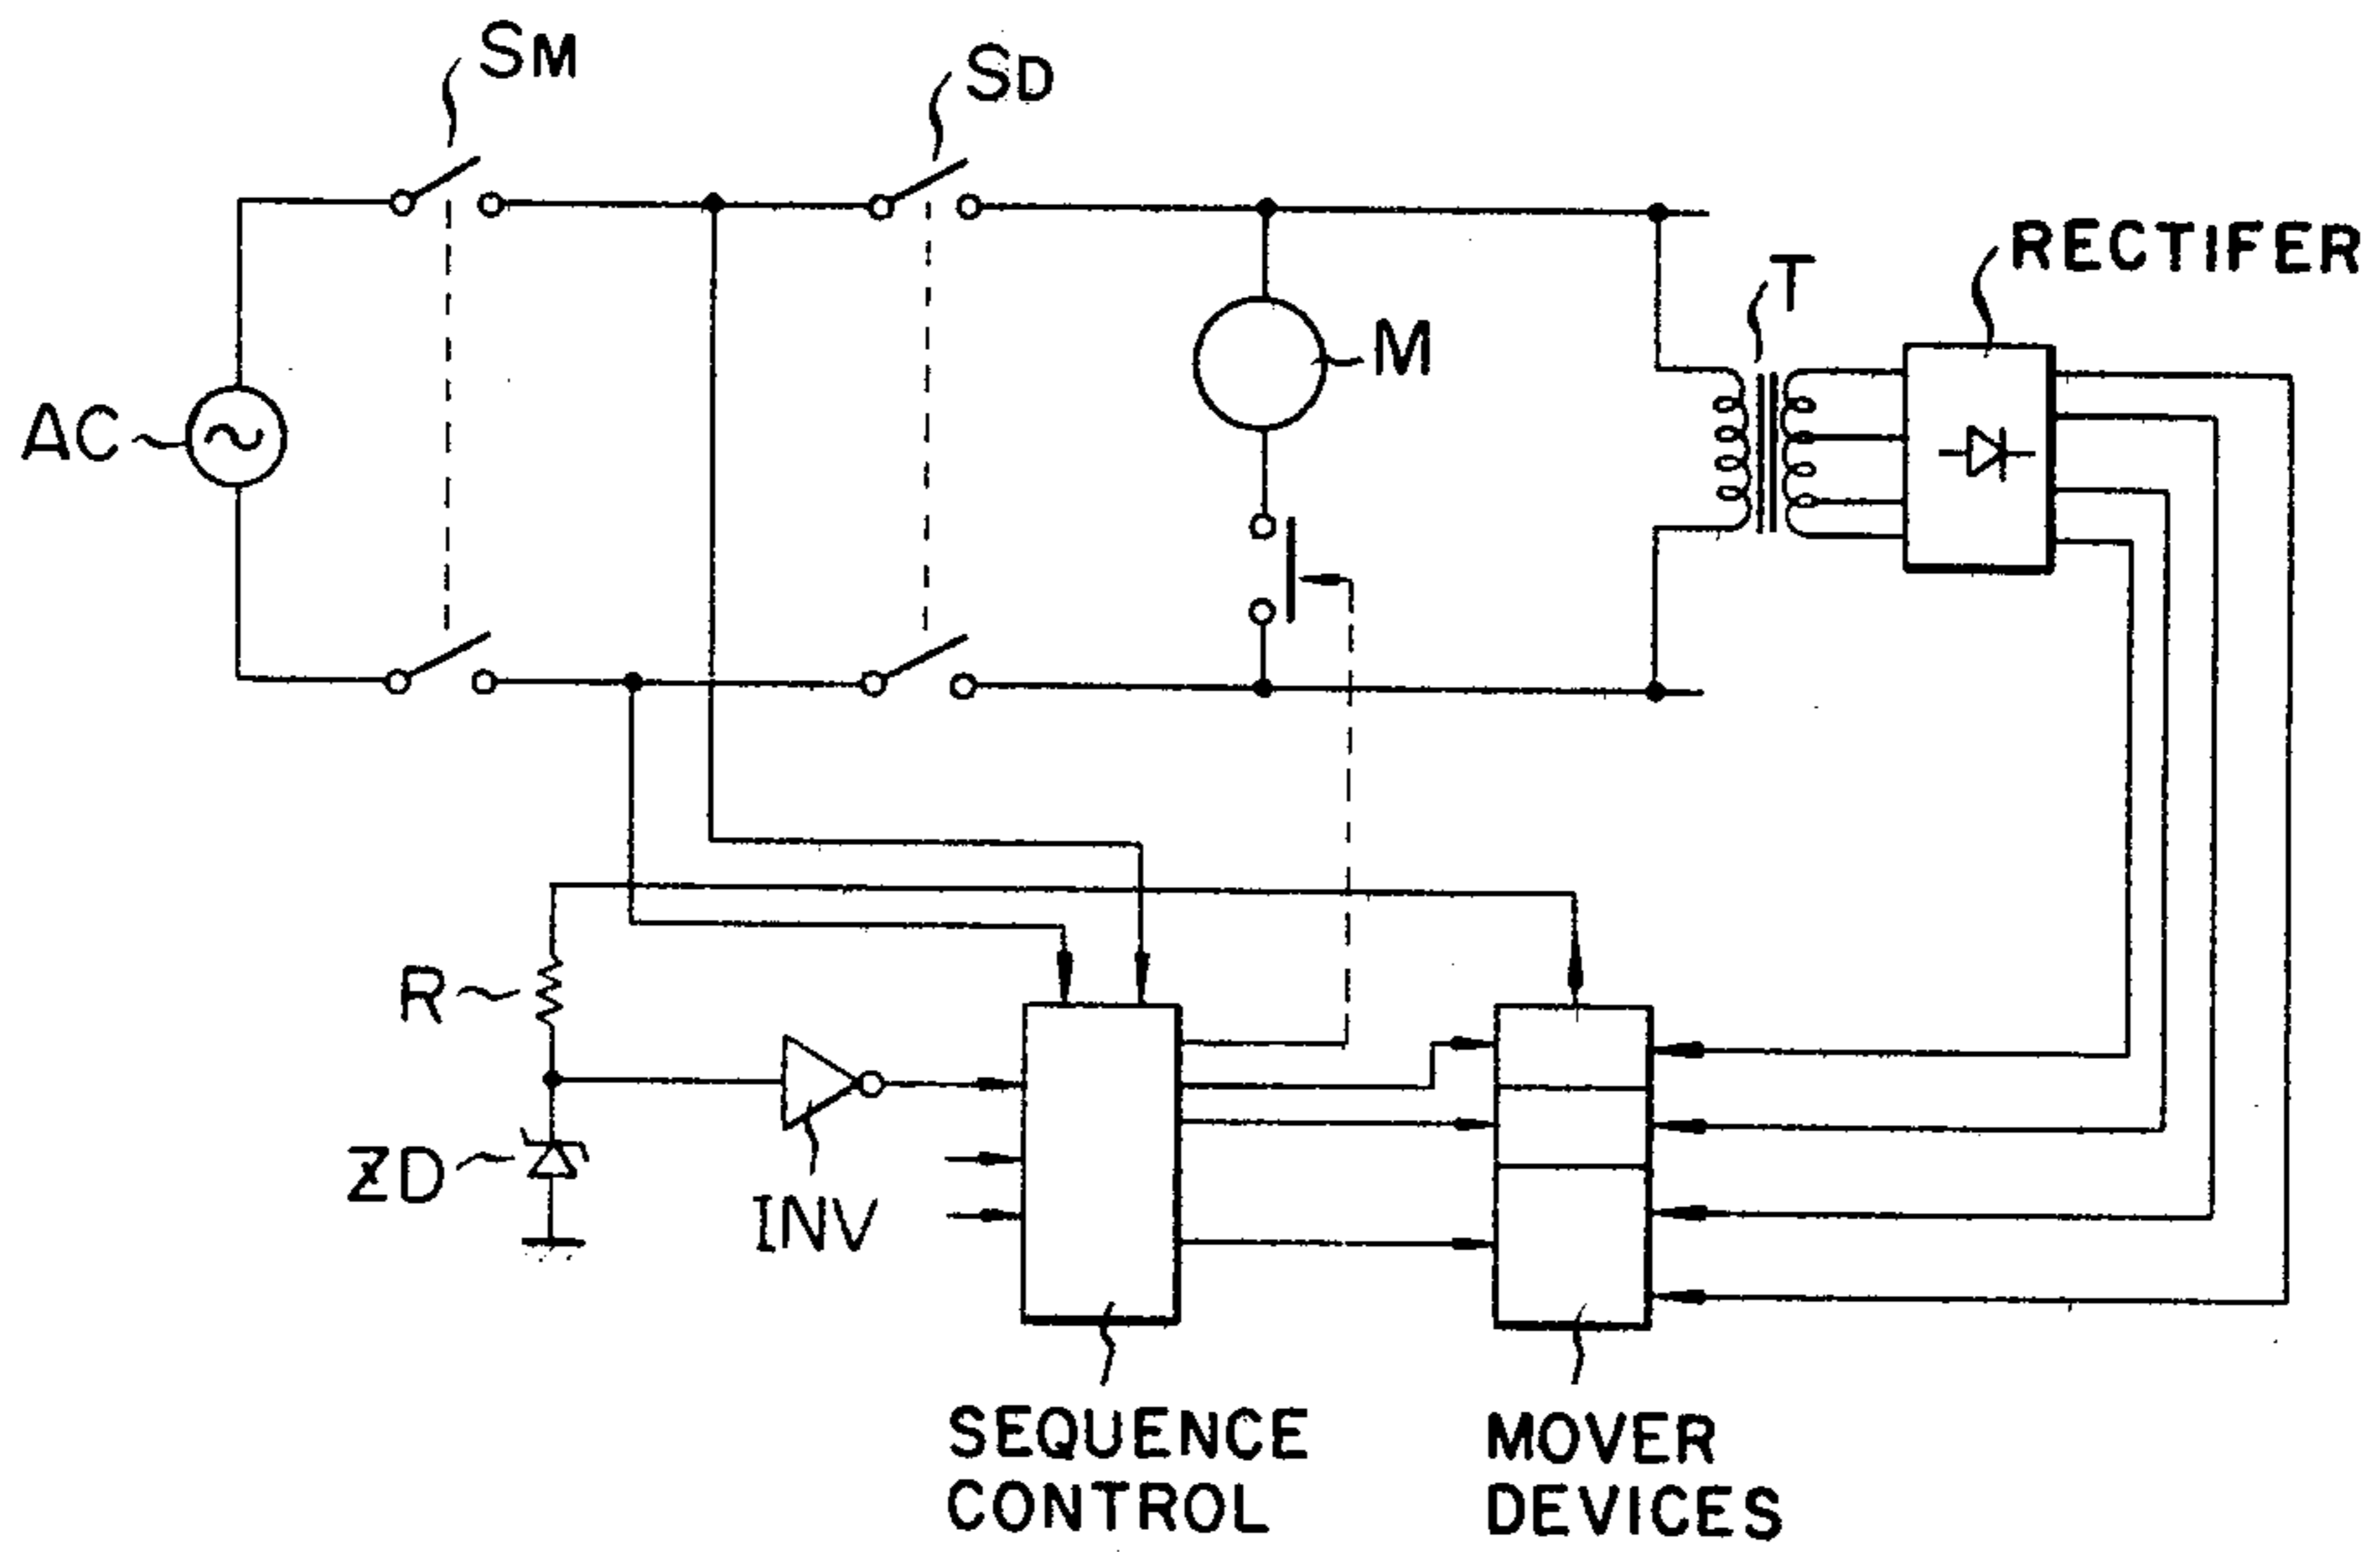 SM
SD
RECTIFER
T
M
AC
R
ZD
INV
SEQUENCE
CONTROL
MOVER
DEVICES